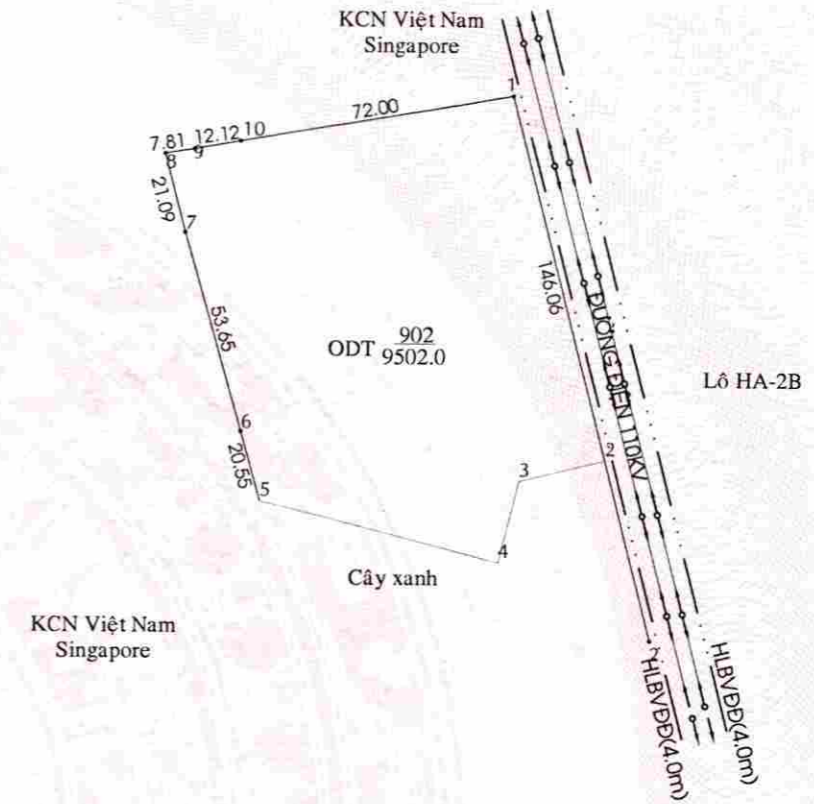 KCN Việt Nam
Singapore
1
72.00
10
12.12
9
7.81
8
21.09
7
53.65
146.06
ODT 902
9502.0
ĐƯỜNG ĐIỆN 110KV
Lô HA-2B
6
20.55
5
2
3
4
Cây xanh
KCN Việt Nam
Singapore
HLBVĐĐ(4.0m)
HLBVĐĐ(4.0m)